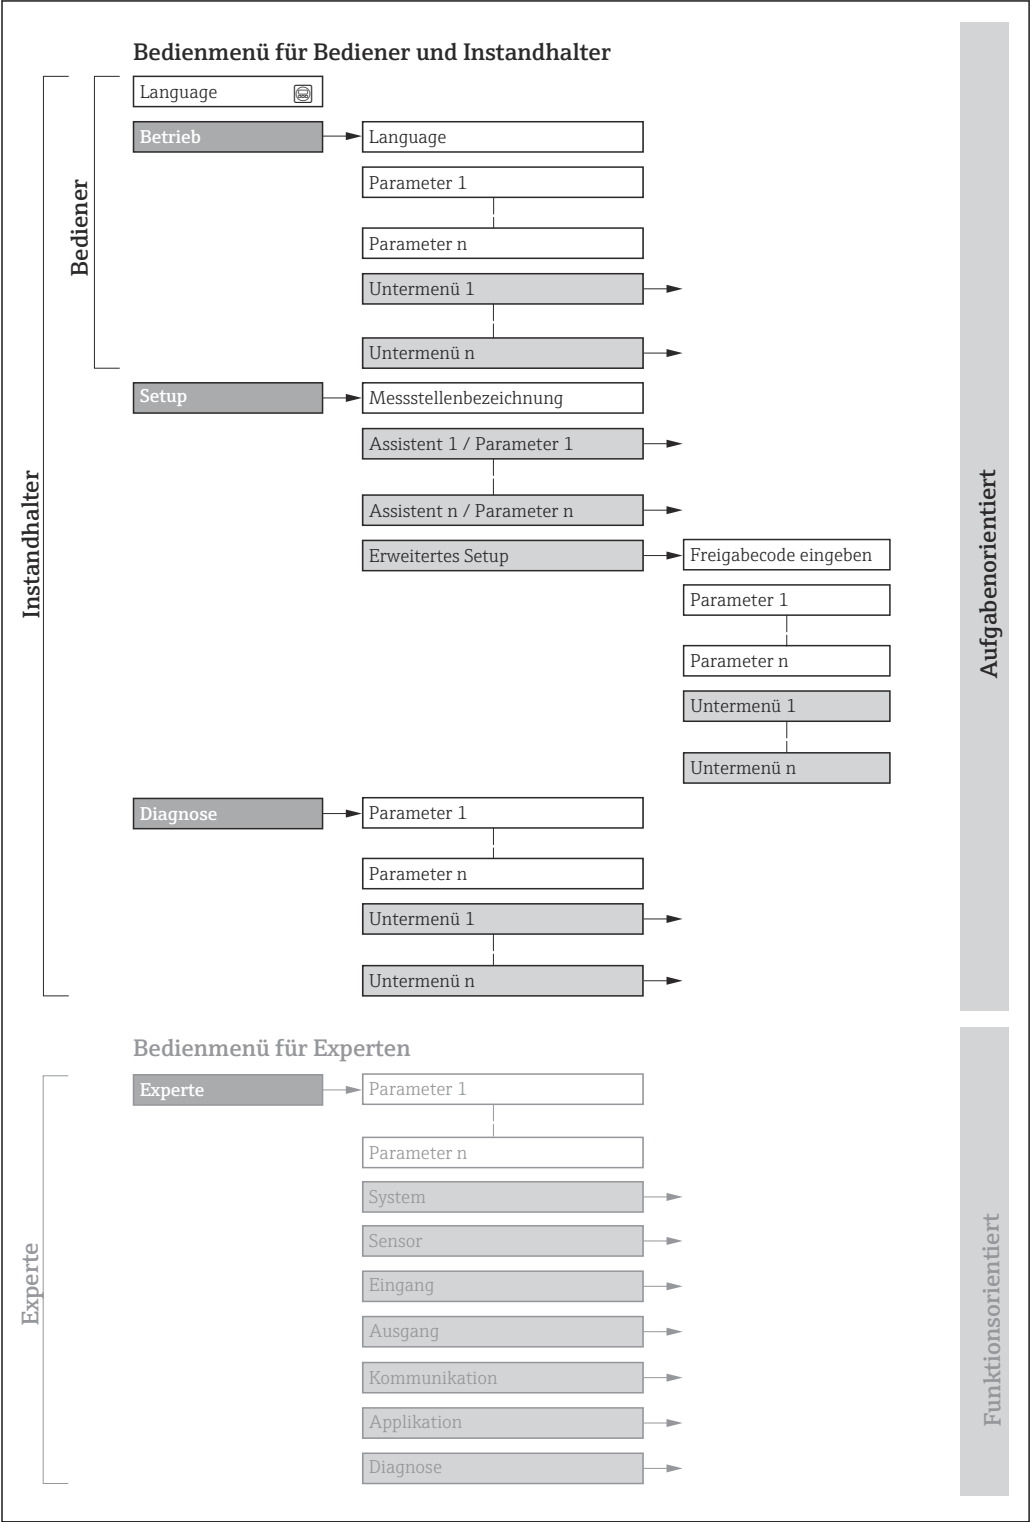 Bedienmenü für Bediener und Instandhalter
Language
Betrieb
Language
Parameter 1
Parameter n
Untermenü 1
Untermenü n
Bediener
Setup
Messstellenbezeichnung
Assistent 1 / Parameter 1
Assistent n / Parameter n
Erweitertes Setup
Freigabecode eingeben
Parameter 1
Parameter n
Untermenü 1
Untermenü n
Instandhalter
Aufgabenorientiert
Diagnose
Parameter 1
Parameter n
Untermenü 1
Untermenü n
Bedienmenü für Experten
Experte
Parameter 1
Parameter n
System
Sensor
Eingang
Ausgang
Kommunikation
Applikation
Diagnose
Experte
Funktionsorientiert